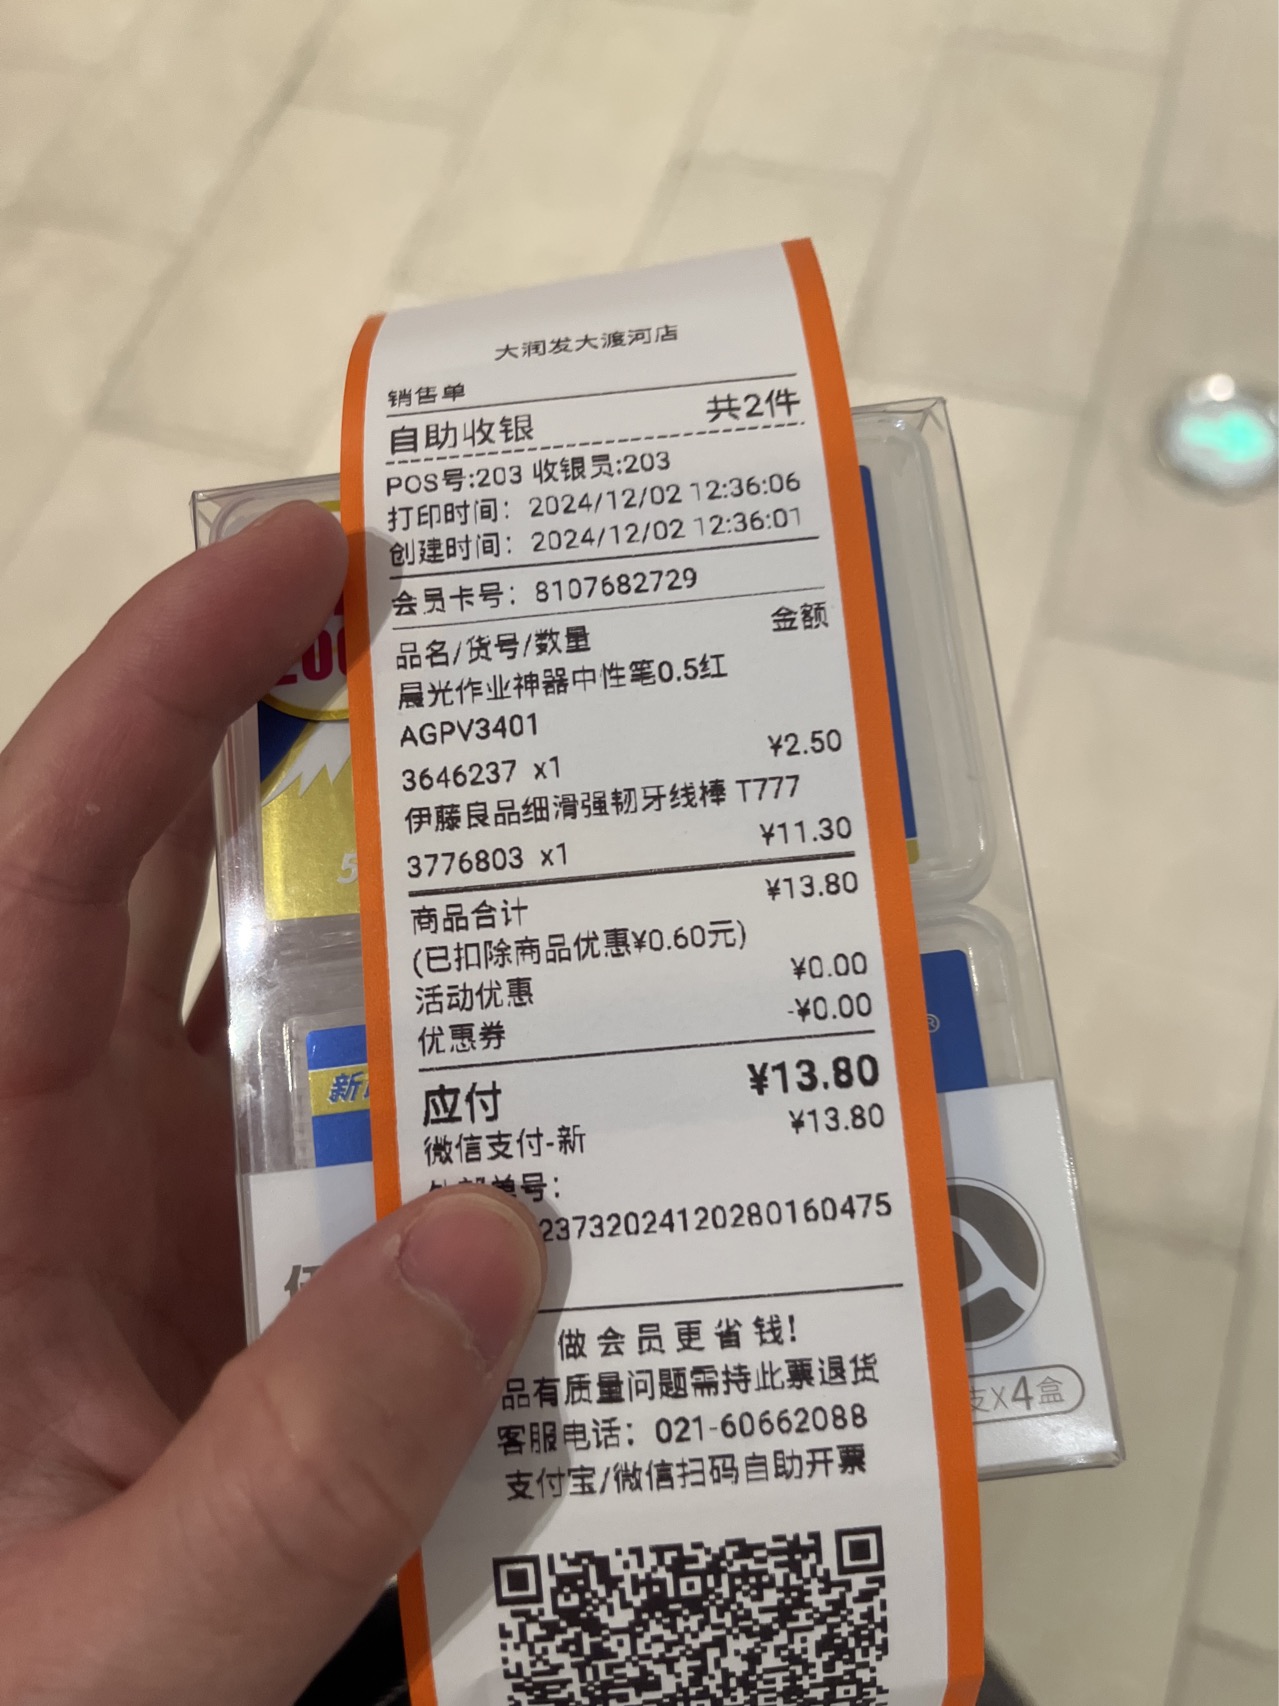 大润发大渡河店
销售单
自助收银 共2件
POS号:203 收银员:203
打印时间：2024/12/02 12:36:06
创建时间：2024/12/02 12:36:01
会员卡号：8107682729
品名/货号/数量 金额
晨光作业神器中性笔0.5红
AGPV3401
3646237 x1 ¥2.50
伊藤良品细滑强韧牙线棒 T777
3776803 x1 ¥11.30
商品合计 ¥13.80
(已扣除商品优惠¥0.60元)
活动优惠 ¥0.00
优惠券 -¥0.00
应付 ¥13.80
微信支付-新 ¥13.80
单号：
23732024120280160475
做会员更省钱!
品有质量问题需持此票退货
客服电话：021-60662088
支付宝/微信扫码自助开票
新
5
®
支X4盒